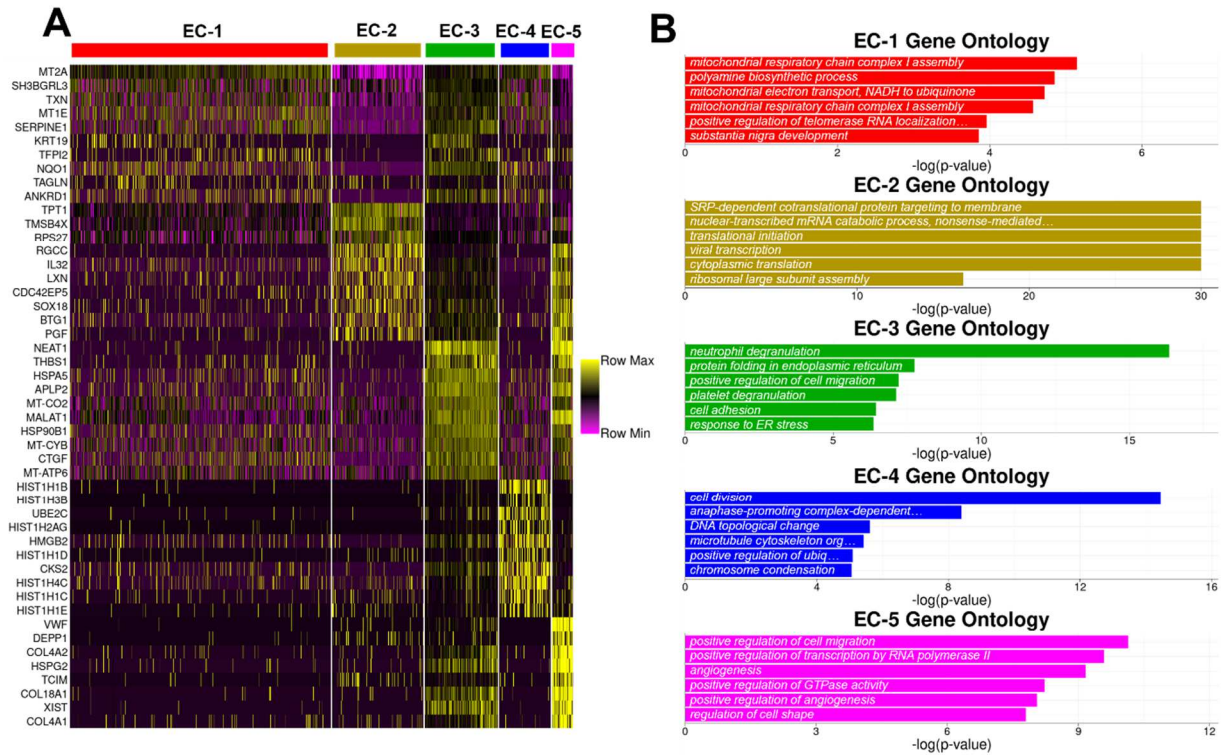 A
EC-1 EC-2 EC-3 EC-4 EC-5
MT2A
SH3BGRL3
TXN
MT1E
SERPINE1
KRT19
TFPI2
NQO1
TAGLN
ANKRD1
TPT1
TMSB4X
RPS27
RGCC
IL32
LXN
CDC42EP5
SOX18
BTG1
PGF
NEAT1
THBS1
HSPA5
APLP2
MT-CO2
MALAT1
HSP90B1
MT-CYB
CTGF
MT-ATP6
HIST1H1B
HIST1H3B
UBE2C
HIST1H2AG
HMGB2
HIST1H1D
CKS2
HIST1H4C
HIST1H1C
HIST1H1E
VWF
DEPP1
COL4A2
HSPG2
TCIM
COL18A1
XIST
COL4A1
Row Max
Row Min
B
EC-1 Gene Ontology
mitochondrial respiratory chain complex I assembly
polyamine biosynthetic process
mitochondrial electron transport, NADH to ubiquinone
mitochondrial respiratory chain complex I assembly
positive regulation of telomerase RNA localization…
substantia nigra development
0 2 4 6
-log(p-value)
EC-2 Gene Ontology
SRP-dependent cotranslational protein targeting to membrane
nuclear-transcribed mRNA catabolic process, nonsense-mediated…
translational initiation
viral transcription
cytoplasmic translation
ribosomal large subunit assembly
0 10 20 30
-log(p-value)
EC-3 Gene Ontology
neutrophil degranulation
protein folding in endoplasmic reticulum
positive regulation of cell migration
platelet degranulation
cell adhesion
response to ER stress
0 5 10 15
-log(p-value)
EC-4 Gene Ontology
cell division
anaphase-promoting complex-dependent…
DNA topological change
microtubule cytoskeleton org…
positive regulation of ubiq…
chromosome condensation
0 4 8 12 16
-log(p-value)
EC-5 Gene Ontology
positive regulation of cell migration
positive regulation of transcription by RNA polymerase II
angiogenesis
positive regulation of GTPase activity
positive regulation of angiogenesis
regulation of cell shape
0 3 6 9 12
-log(p-value)